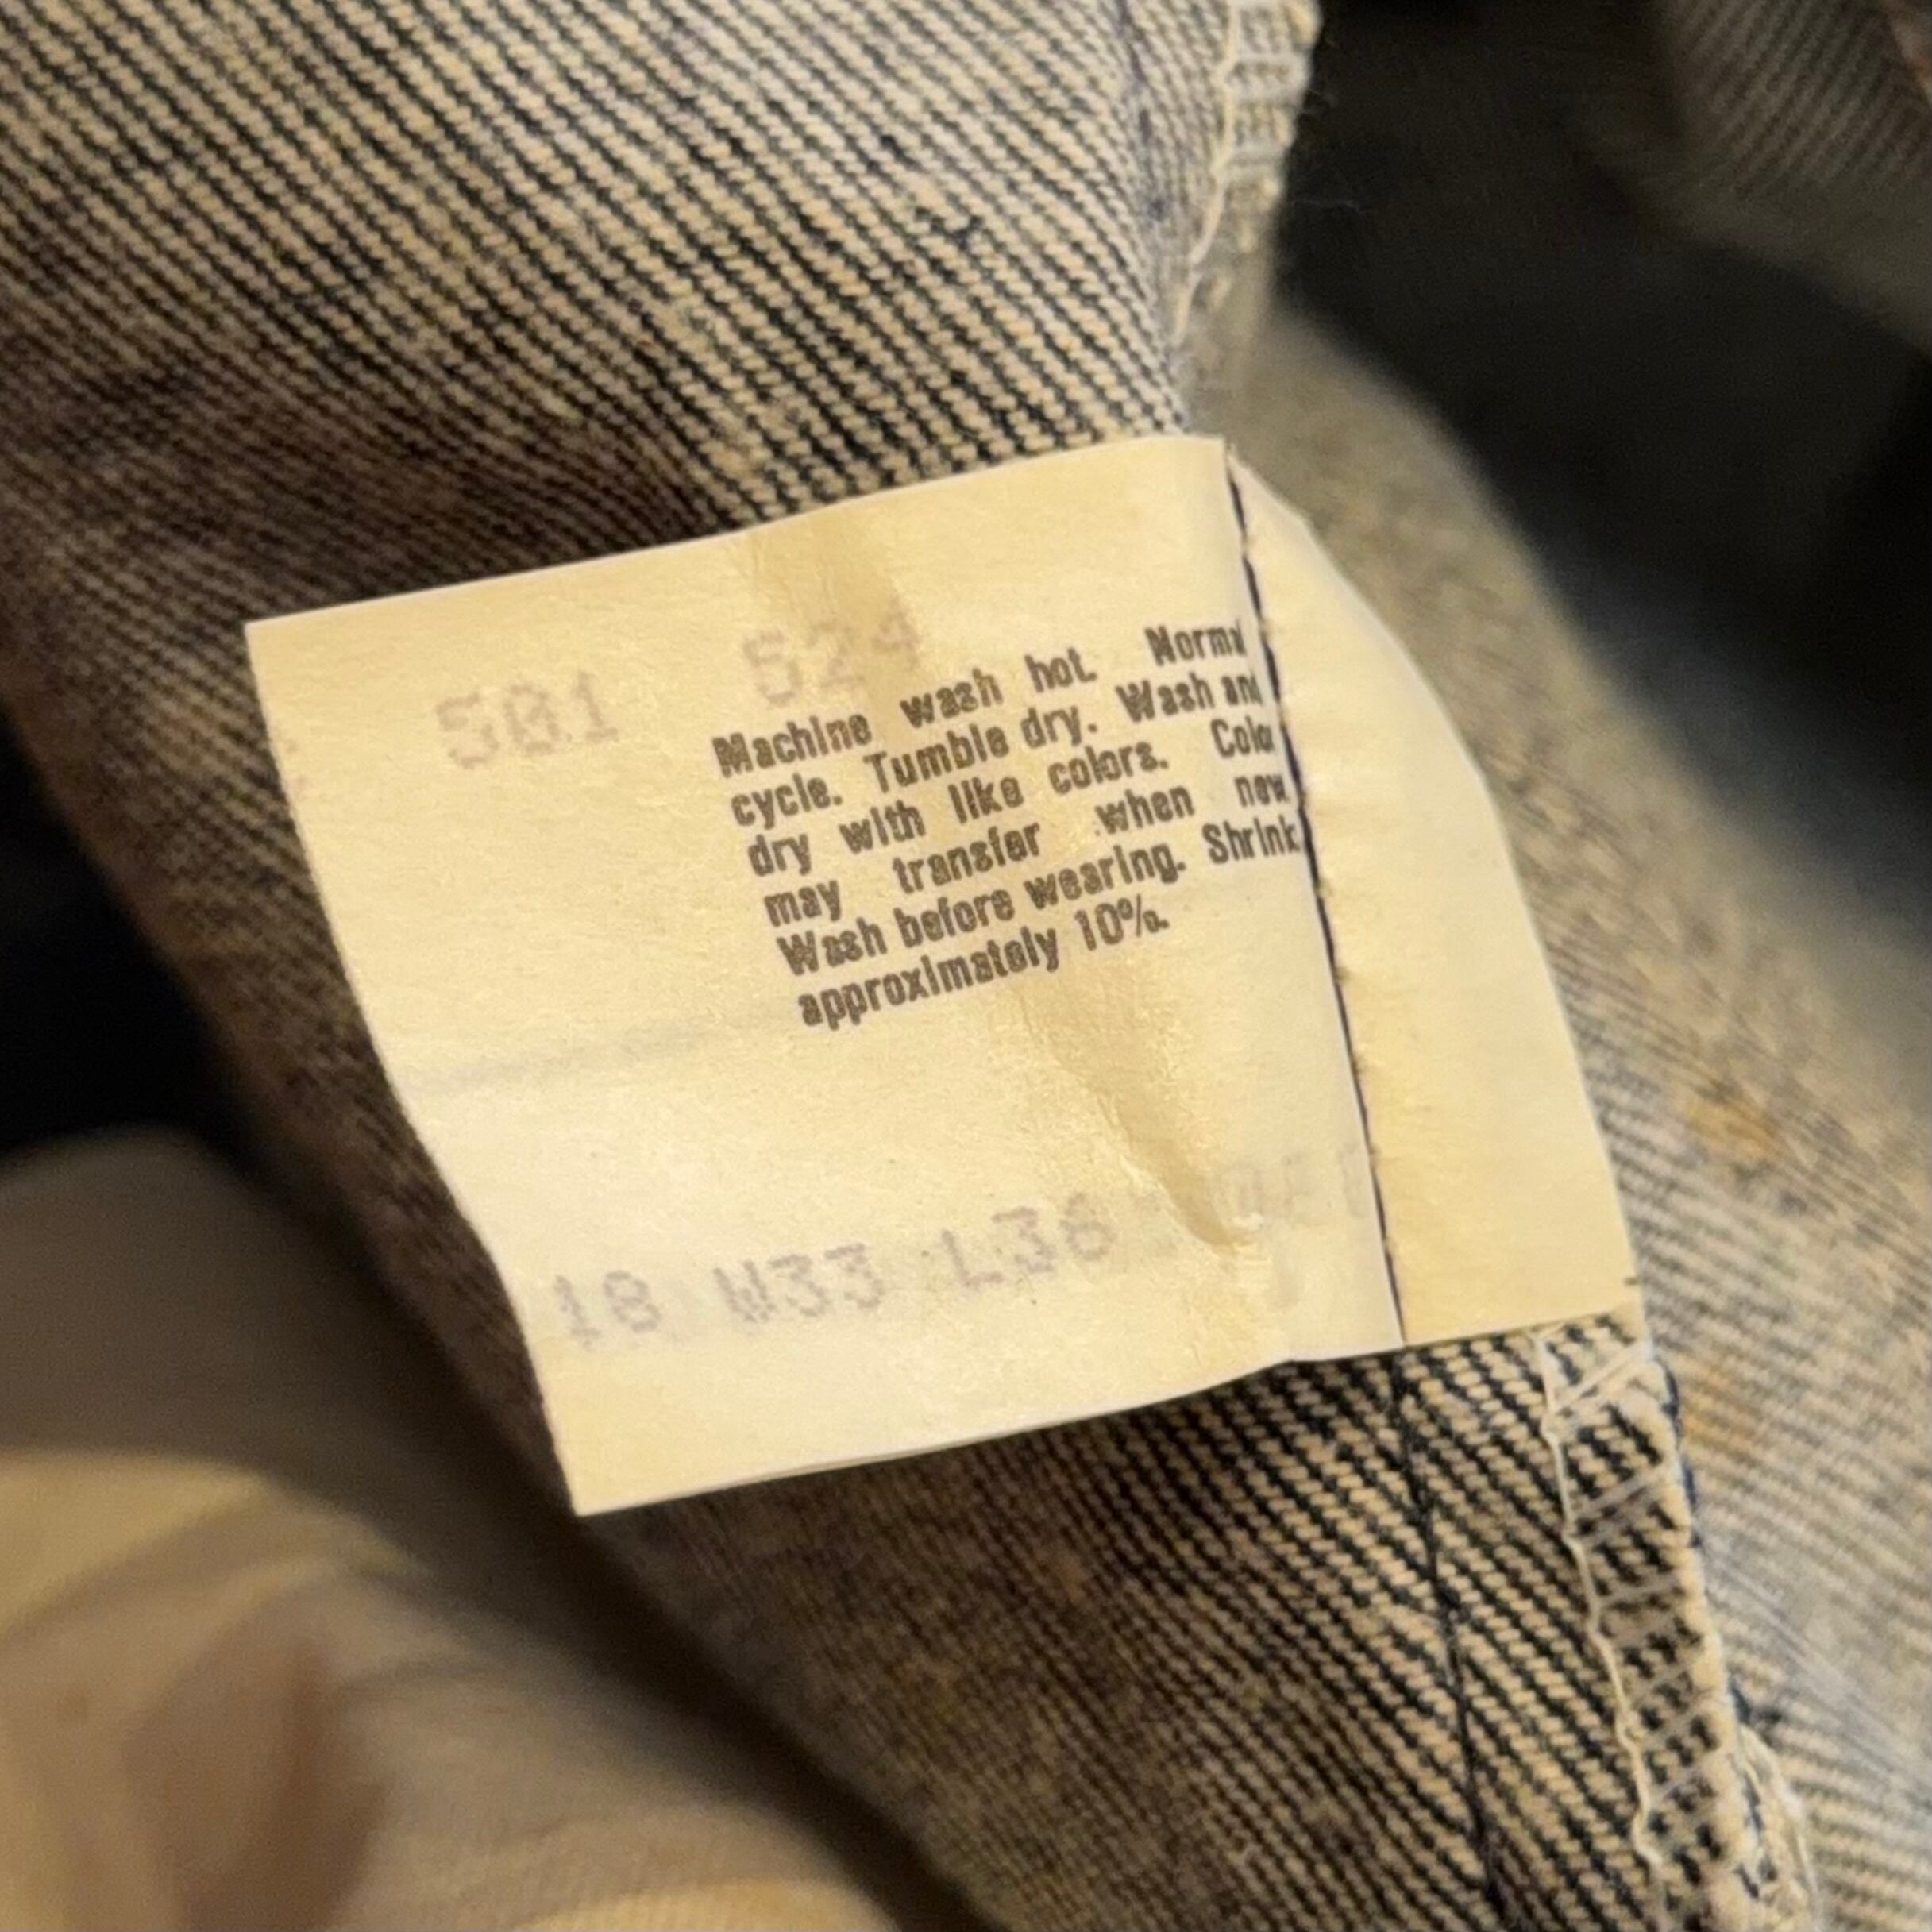 501 524
Machine wash hot. Normal
cycle. Tumble dry. Wash and
dry with like colors. Color
may transfer when new.
Wash before wearing. Shrink
approximately 10%.
18 W33 L36